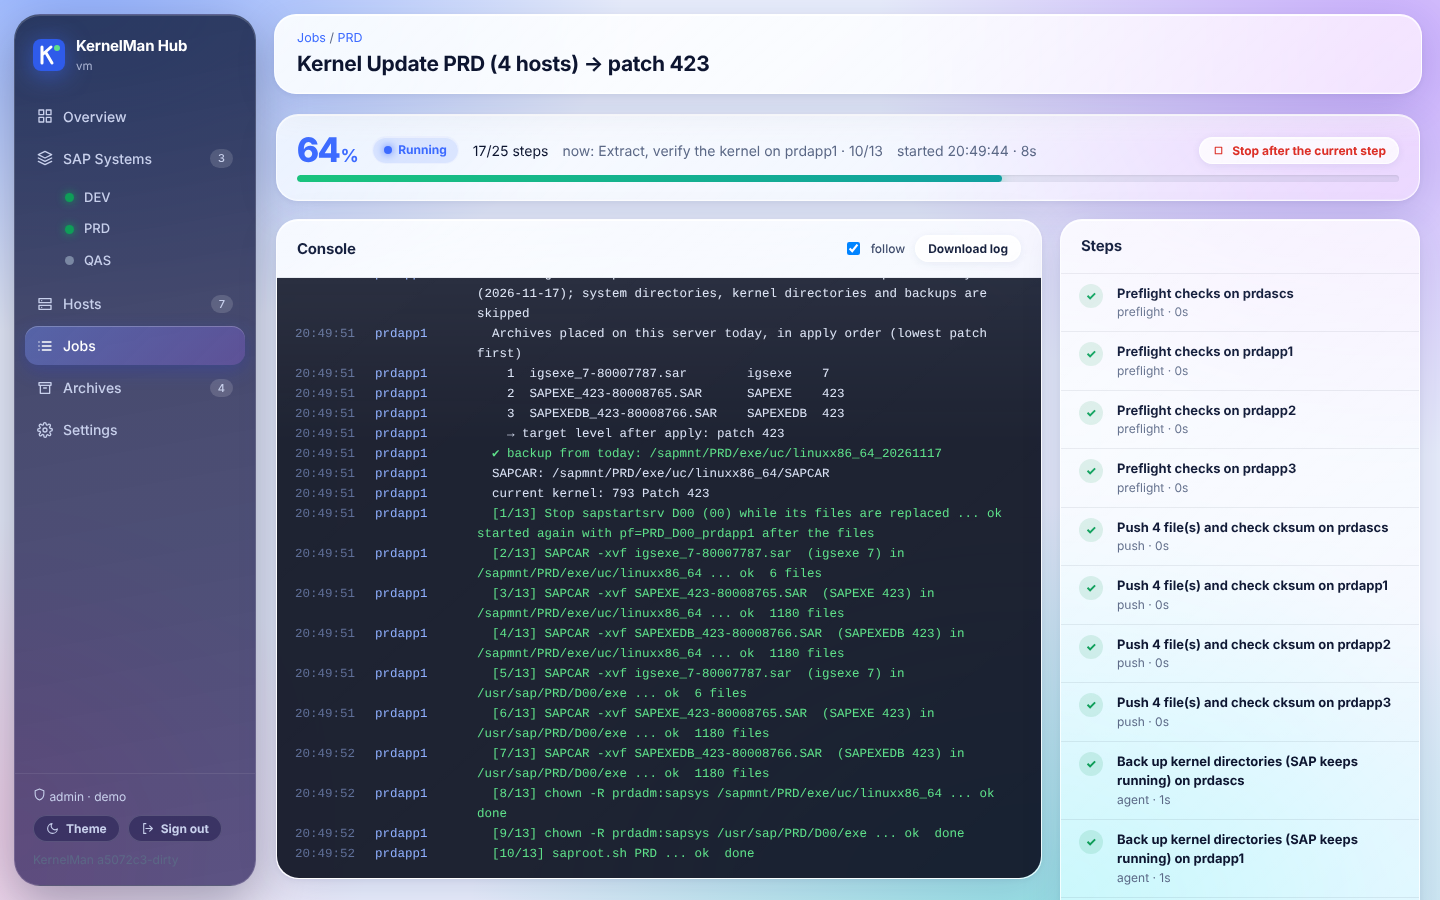 KernelMan Hub
vm
Overview
SAP Systems 3
DEV
PRD
QAS
Hosts 7
Jobs
Archives 4
Settings
admin · demo
Theme Sign out
KernelMan a5072c3-dirty
Jobs / PRD
Kernel Update PRD (4 hosts) → patch 423
64% Running 17/25 steps now: Extract, verify the kernel on prdapp1 · 10/13 started 20:49:44 · 8s Stop after the current step
Console follow Download log
(2026-11-17); system directories, kernel directories and backups are
skipped
20:49:51 prdapp1 Archives placed on this server today, in apply order (lowest patch
first)
20:49:51 prdapp1 1 igsexe_7-80007787.sar igsexe 7
20:49:51 prdapp1 2 SAPEXE_423-80008765.SAR SAPEXE 423
20:49:51 prdapp1 3 SAPEXEDB_423-80008766.SAR SAPEXEDB 423
20:49:51 prdapp1 → target level after apply: patch 423
20:49:51 prdapp1 ✔ backup from today: /sapmnt/PRD/exe/uc/linuxx86_64_20261117
20:49:51 prdapp1 SAPCAR: /sapmnt/PRD/exe/uc/linuxx86_64/SAPCAR
20:49:51 prdapp1 current kernel: 793 Patch 423
20:49:51 prdapp1 [1/13] Stop sapstartsrv D00 (00) while its files are replaced ... ok
started again with pf=PRD_D00_prdapp1 after the files
20:49:51 prdapp1 [2/13] SAPCAR -xvf igsexe_7-80007787.sar (igsexe 7) in
/sapmnt/PRD/exe/uc/linuxx86_64 ... ok 6 files
20:49:51 prdapp1 [3/13] SAPCAR -xvf SAPEXE_423-80008765.SAR (SAPEXE 423) in
/sapmnt/PRD/exe/uc/linuxx86_64 ... ok 1180 files
20:49:51 prdapp1 [4/13] SAPCAR -xvf SAPEXEDB_423-80008766.SAR (SAPEXEDB 423) in
/sapmnt/PRD/exe/uc/linuxx86_64 ... ok 1180 files
20:49:51 prdapp1 [5/13] SAPCAR -xvf igsexe_7-80007787.sar (igsexe 7) in
/usr/sap/PRD/D00/exe ... ok 6 files
20:49:51 prdapp1 [6/13] SAPCAR -xvf SAPEXE_423-80008765.SAR (SAPEXE 423) in
/usr/sap/PRD/D00/exe ... ok 1180 files
20:49:52 prdapp1 [7/13] SAPCAR -xvf SAPEXEDB_423-80008766.SAR (SAPEXEDB 423) in
/usr/sap/PRD/D00/exe ... ok 1180 files
20:49:52 prdapp1 [8/13] chown -R prdadm:sapsys /sapmnt/PRD/exe/uc/linuxx86_64 ... ok
done
20:49:52 prdapp1 [9/13] chown -R prdadm:sapsys /usr/sap/PRD/D00/exe ... ok done
20:49:52 prdapp1 [10/13] saproot.sh PRD ... ok done
Steps
Preflight checks on prdascs
preflight · 0s
Preflight checks on prdapp1
preflight · 0s
Preflight checks on prdapp2
preflight · 0s
Preflight checks on prdapp3
preflight · 0s
Push 4 file(s) and check cksum on prdascs
push · 0s
Push 4 file(s) and check cksum on prdapp1
push · 0s
Push 4 file(s) and check cksum on prdapp2
push · 0s
Push 4 file(s) and check cksum on prdapp3
push · 0s
Back up kernel directories (SAP keeps
running) on prdascs
agent · 1s
Back up kernel directories (SAP keeps
running) on prdapp1
agent · 1s